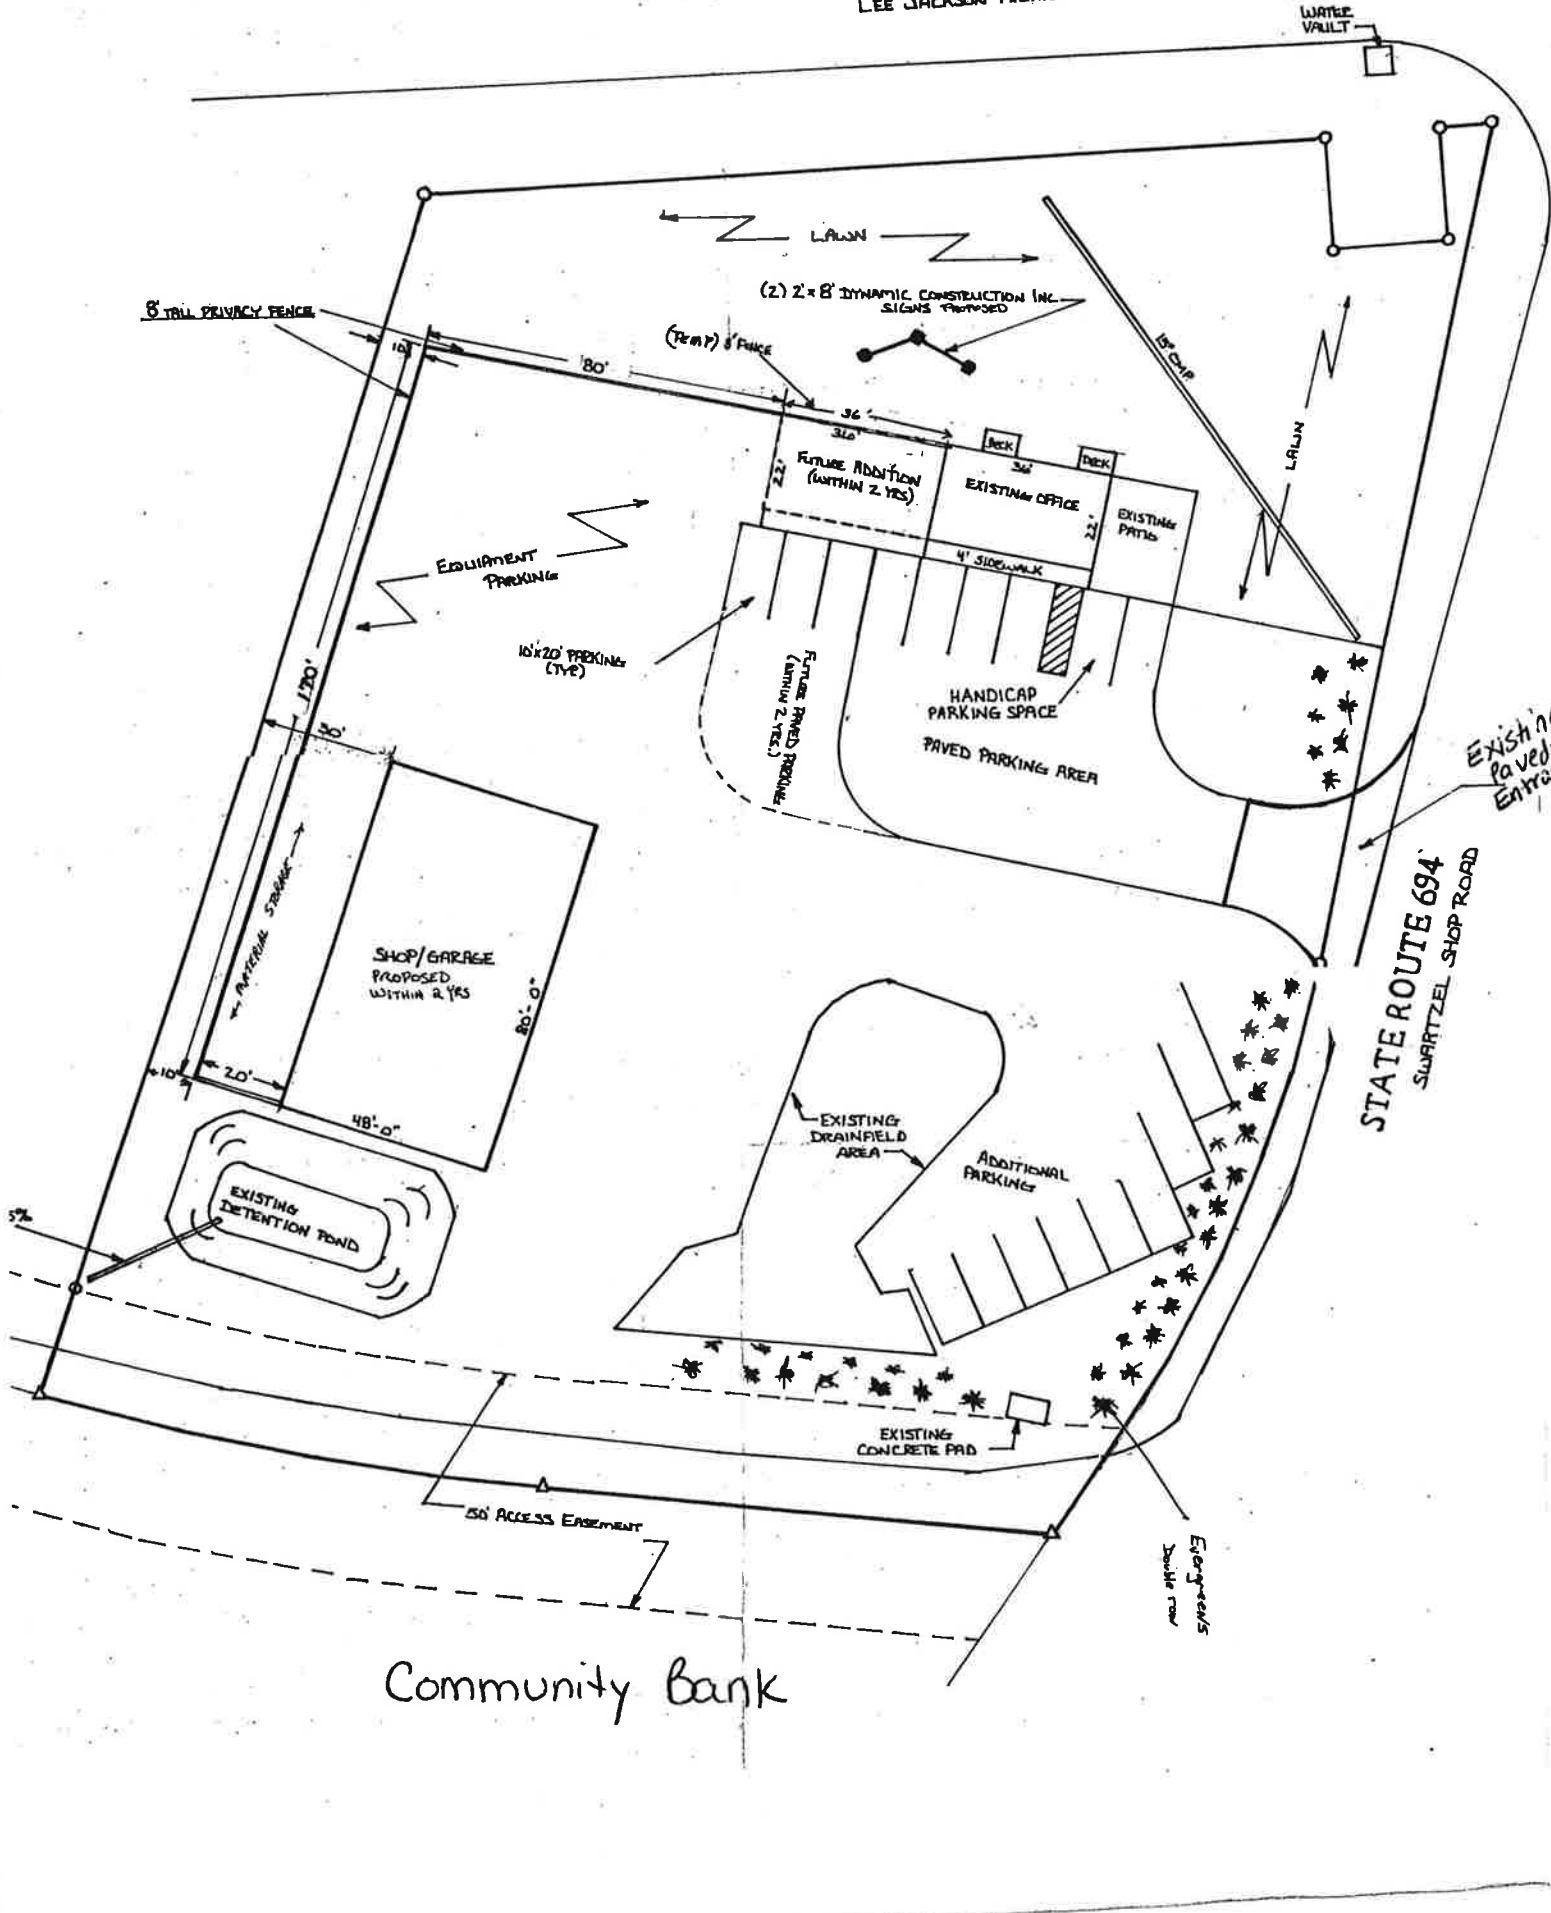 LEE JACKSON
WATER
VAULT
LAWN
(2) 2'x8' DYNAMIC CONSTRUCTION INC
SIGNS PROPOSED
8' TALL PRIVACY FENCE
(TEMP) 8' FENCE
10'
80'
36'
36'
15" CMP
LAWN
DECK
DECK
36'
22'
FUTURE ADDITION
(WITHIN 2 YRS)
EXISTING OFFICE
22'
EXISTING
PATIO
4' SIDEWALK
EQUIPMENT
PARKING
10'x20' PARKING
(TYP)
FUTURE PAVED PARKING
(WITHIN 2 YRS.)
HANDICAP
PARKING SPACE
PAVED PARKING AREA
Existing
Paved
30'
MATERIAL STORAGE
SHOP/GARAGE
PROPOSED
WITHIN 2 YRS
80'-0"
STATE ROUTE 694
SWARTZEL SHOP ROAD
10'
20'
48'-0"
EXISTING
DRAINFIELD
AREA
ADDITIONAL
PARKING
EXISTING
DETENTION POND
5%
EXISTING
CONCRETE PAD
50' ACCESS EASEMENT
Evergreens
Double row
Community Bank